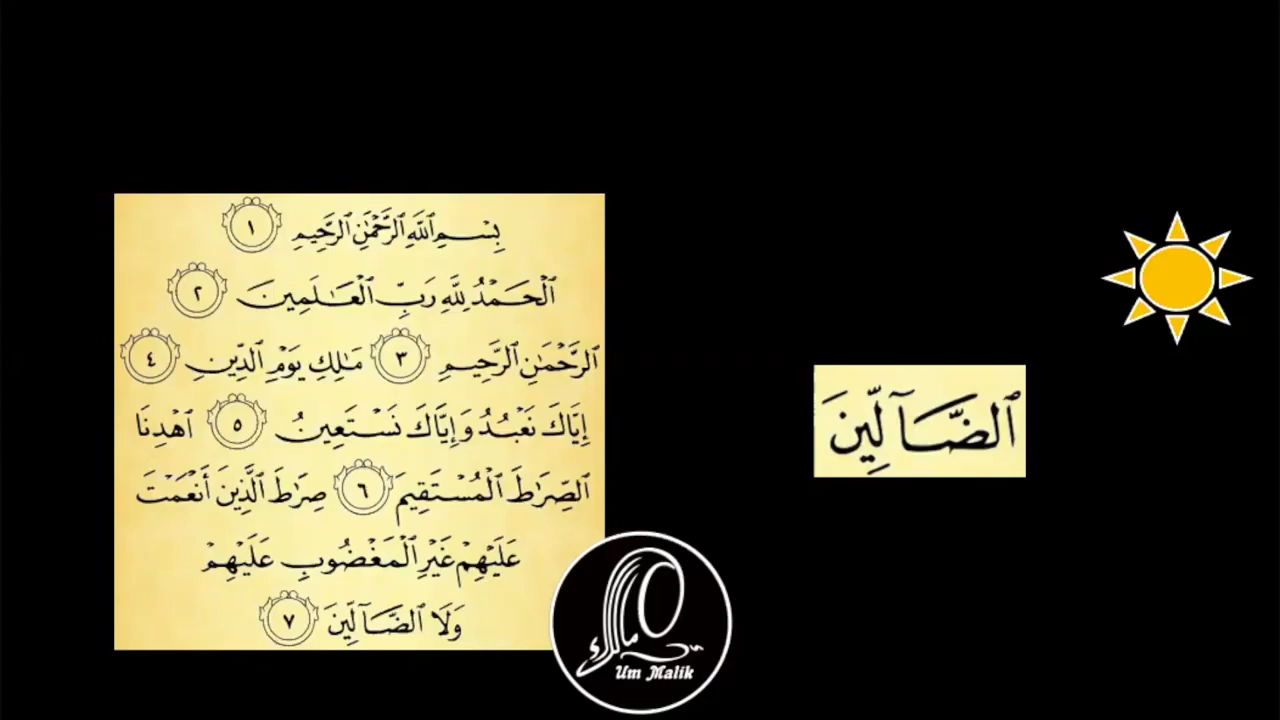 بِسْمِ ٱللَّهِ ٱلرَّحْمَٰنِ ٱلرَّحِيمِ ١
ٱلْحَمْدُ لِلَّهِ رَبِّ ٱلْعَٰلَمِينَ ٢
ٱلرَّحْمَٰنِ ٱلرَّحِيمِ ٣ مَٰلِكِ يَوْمِ ٱلدِّينِ ٤
إِيَّاكَ نَعْبُدُ وَإِيَّاكَ نَسْتَعِينُ ٥ ٱهْدِنَا
ٱلصِّرَٰطَ ٱلْمُسْتَقِيمَ ٦ صِرَٰطَ ٱلَّذِينَ أَنْعَمْتَ
عَلَيْهِمْ غَيْرِ ٱلْمَغْضُوبِ عَلَيْهِمْ
وَلَا ٱلضَّآلِّينَ ٧
ٱلضَّآلِّينَ
Um Malik